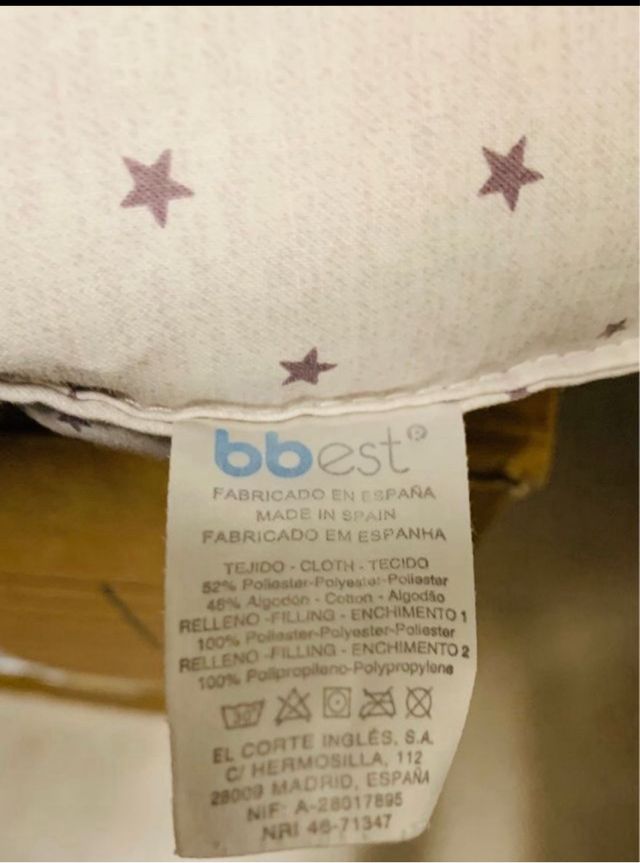 bbest®
FABRICADO EN ESPAÑA
MADE IN SPAIN
FABRICADO EM ESPANHA
TEJIDO - CLOTH - TECIDO
52% Poliester-Polyester-Poliester
48% Algodón - Cotton - Algodão
RELLENO -FILLING - ENCHIMENTO 1
100% Poliester-Polyester-Poliester
RELLENO -FILLING - ENCHIMENTO 2
100% Polipropileno-Polypropylene
30°
EL CORTE INGLÉS, S.A.
C/ HERMOSILLA, 112
28009 MADRID, ESPAÑA
NIF: A-28017895
NRI 46-71347